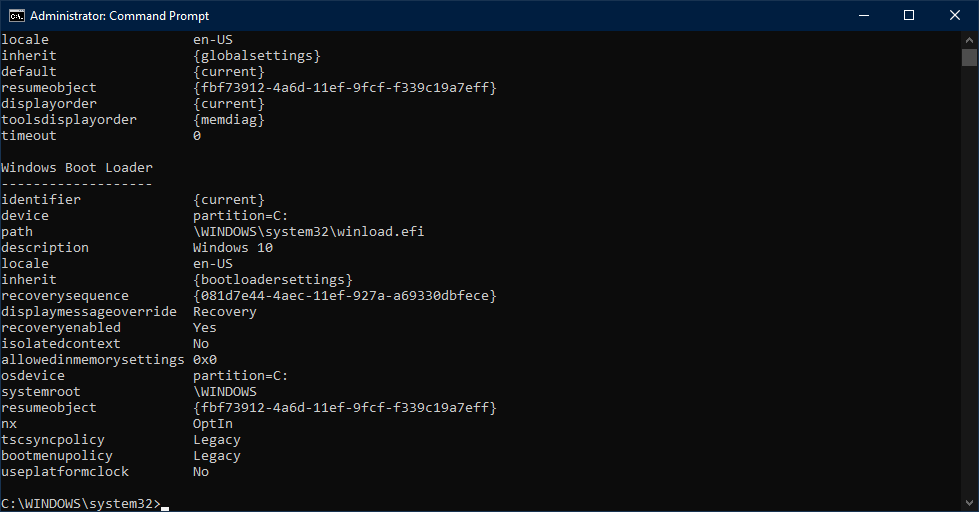 Administrator: Command Prompt
locale                  en-US
inherit                 {globalsettings}
default                 {current}
resumeobject            {fbf73912-4a6d-11ef-9fcf-f339c19a7eff}
displayorder            {current}
toolsdisplayorder       {memdiag}
timeout                 0

Windows Boot Loader
-------------------
identifier              {current}
device                  partition=C:
path                    \WINDOWS\system32\winload.efi
description             Windows 10
locale                  en-US
inherit                 {bootloadersettings}
recoverysequence        {081d7e44-4aec-11ef-927a-a69330dbfece}
displaymessageoverride  Recovery
recoveryenabled         Yes
isolatedcontext         No
allowedinmemorysettings 0x0
osdevice                partition=C:
systemroot              \WINDOWS
resumeobject            {fbf73912-4a6d-11ef-9fcf-f339c19a7eff}
nx                      OptIn
tscsyncpolicy           Legacy
bootmenupolicy          Legacy
useplatformclock        No

C:\WINDOWS\system32>